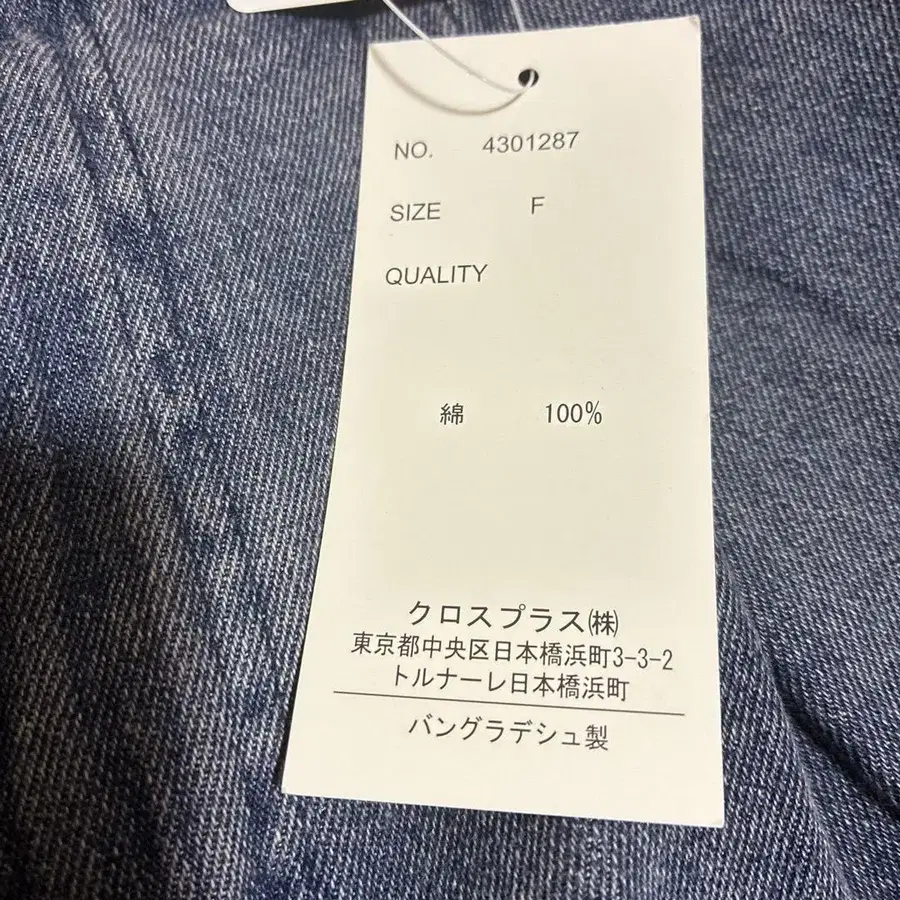 NO. 4301287
SIZE F
QUALITY
綿 100%
クロスプラス㈱
東京都中央区日本橋浜町3-3-2
トルナーレ日本橋浜町
バングラデシュ製